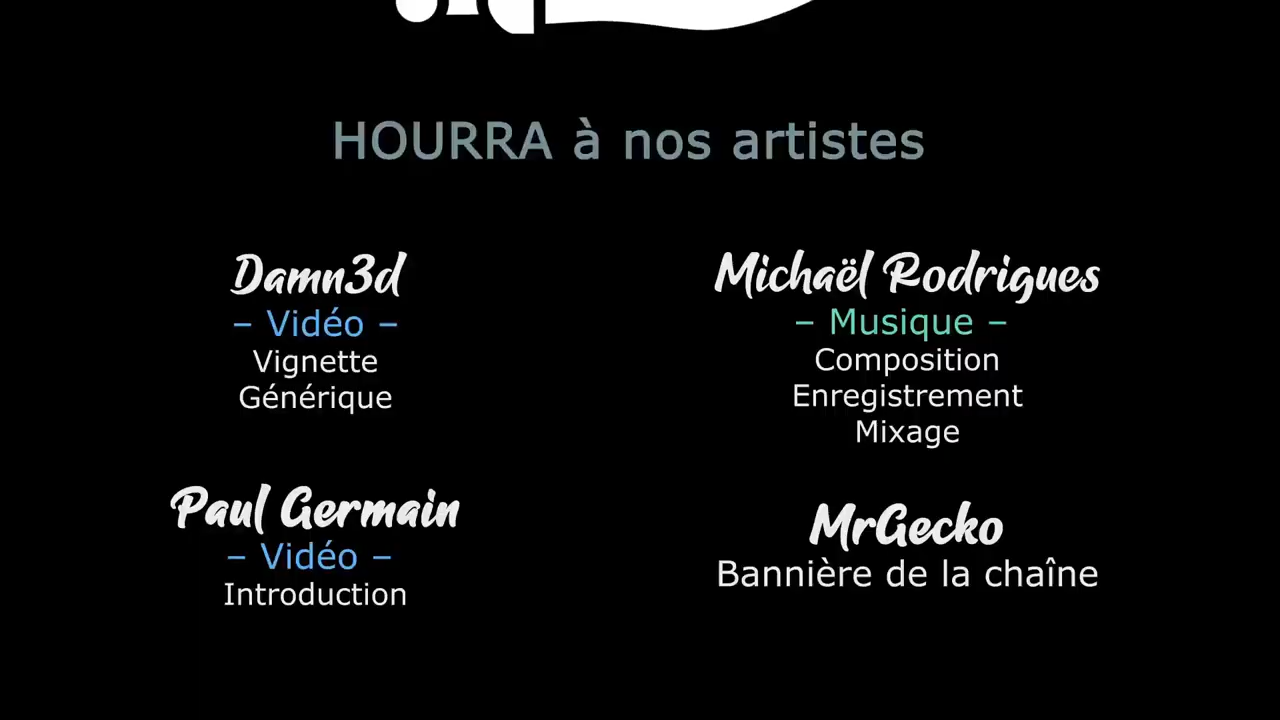 HOURRA à nos artistes
Damn3d
– Vidéo –
Vignette
Générique
Michaël Rodrigues
– Musique –
Composition
Enregistrement
Mixage
Paul Germain
– Vidéo –
Introduction
MrGecko
Bannière de la chaîne